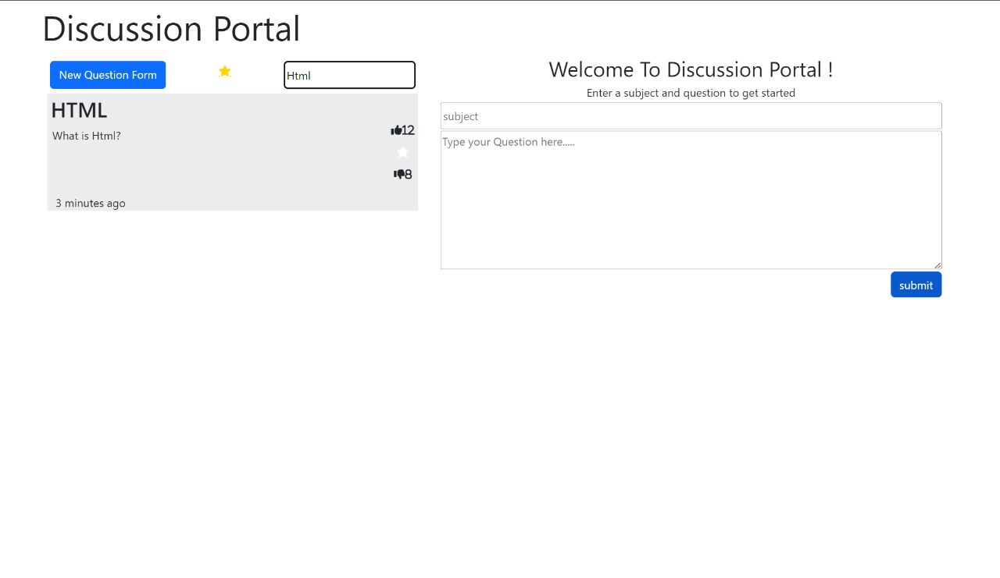 Discussion Portal
New Question Form
Html
HTML
What is Html?
12
8
3 minutes ago
Welcome To Discussion Portal !
Enter a subject and question to get started
subject
Type your Question here.....
submit